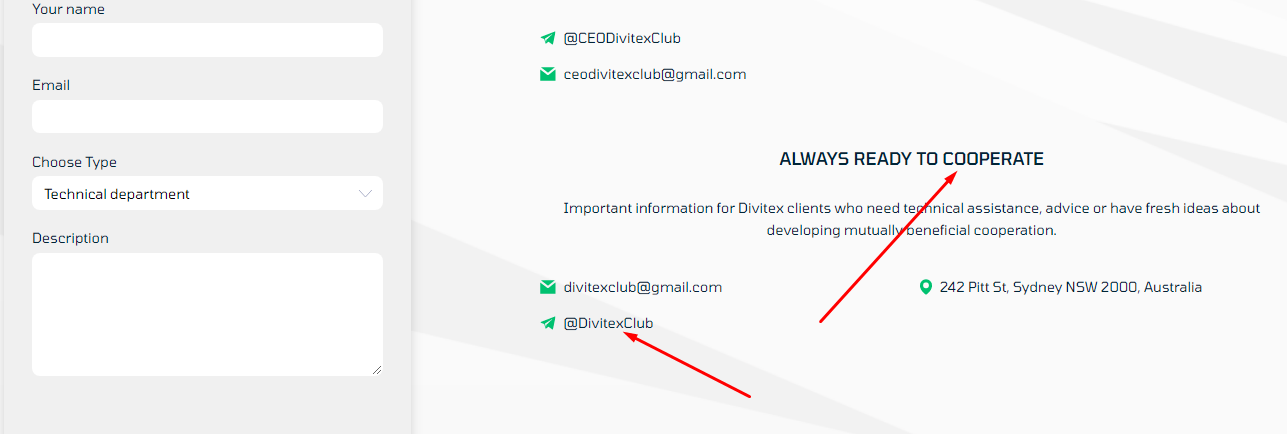 Your name
Email
Choose Type
Technical department
Description
@CEODivitexClub
ceodivitexclub@gmail.com
ALWAYS READY TO COOPERATE
Important information for Divitex clients who need technical assistance, advice or have fresh ideas about
developing mutually beneficial cooperation.
divitexclub@gmail.com
242 Pitt St, Sydney NSW 2000, Australia
@DivitexClub